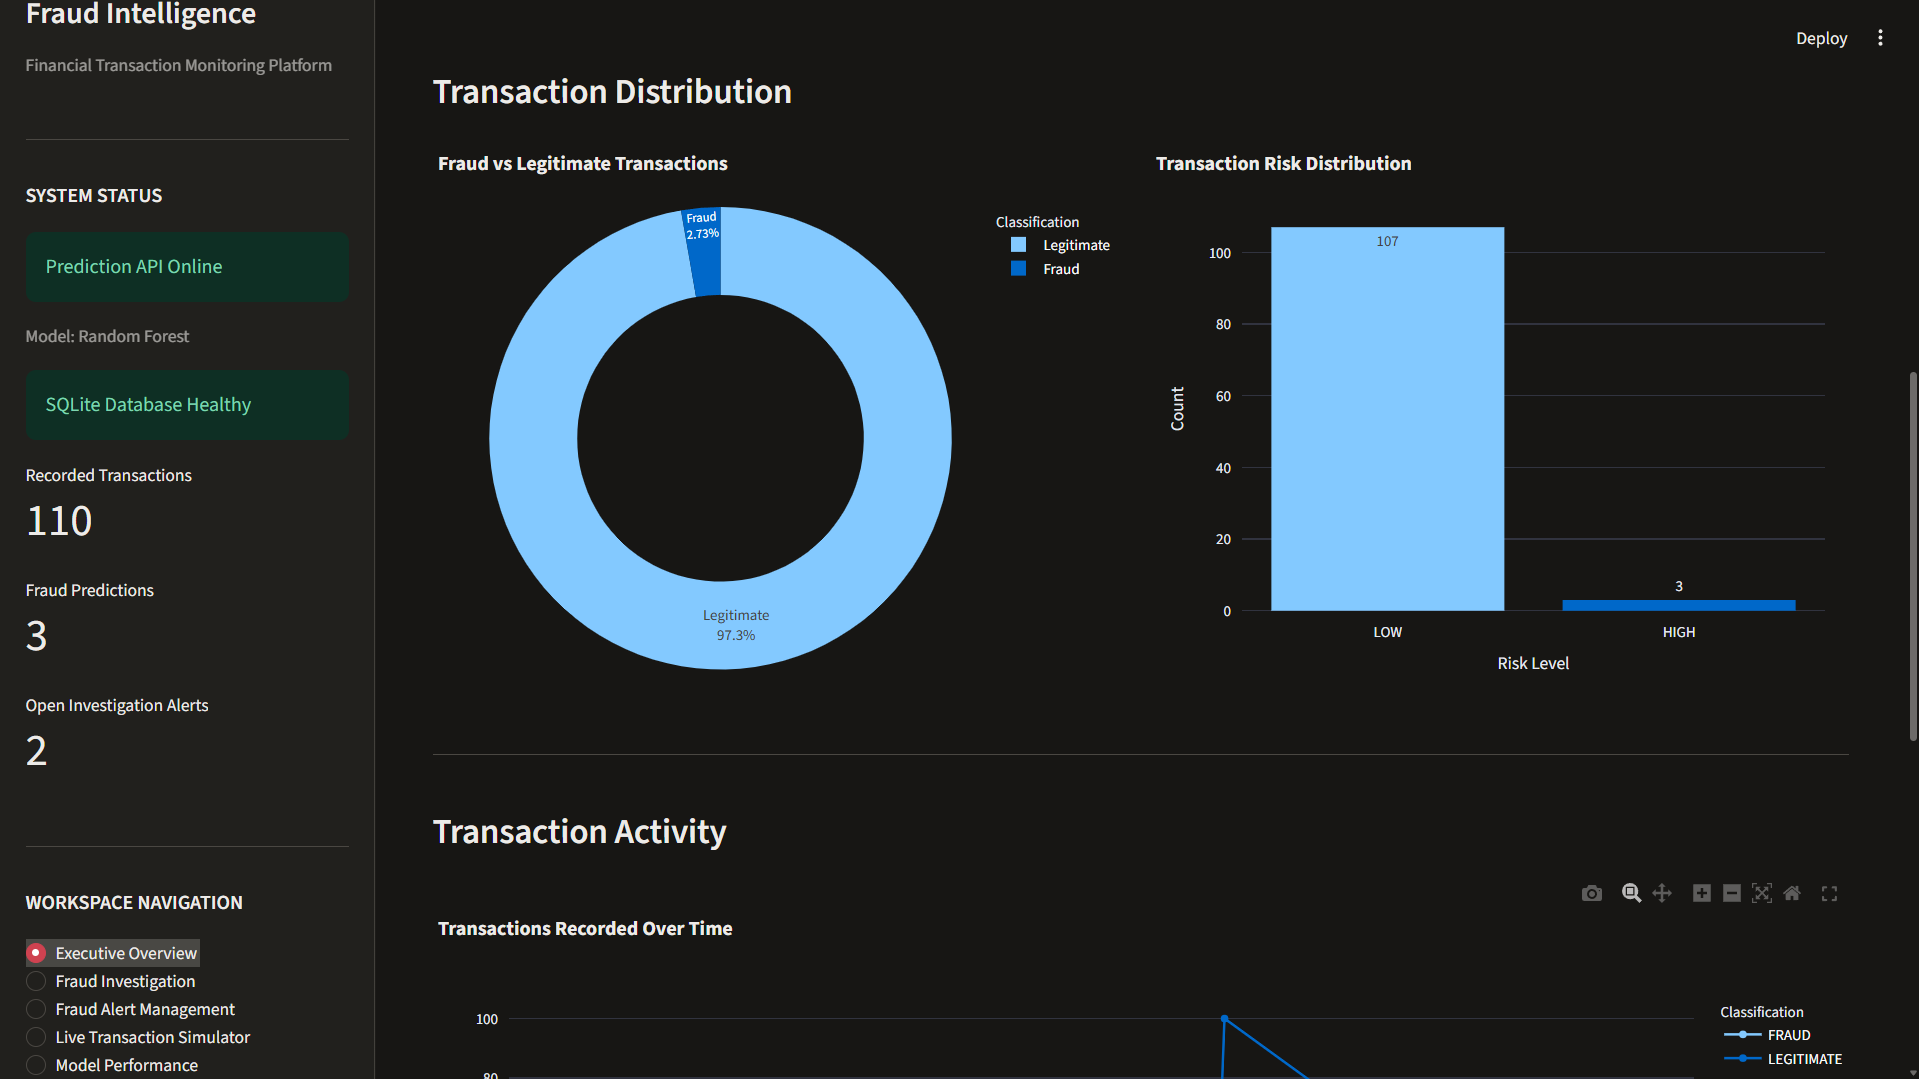 Fraud Intelligence
Financial Transaction Monitoring Platform
SYSTEM STATUS
Prediction API Online
Model: Random Forest
SQLite Database Healthy
Recorded Transactions
110
Fraud Predictions
3
Open Investigation Alerts
2
WORKSPACE NAVIGATION
Executive Overview
Fraud Investigation
Fraud Alert Management
Live Transaction Simulator
Model Performance
Deploy
Transaction Distribution
Fraud vs Legitimate Transactions
Fraud
2.73%
Legitimate
97.3%
Classification
Legitimate
Fraud
Transaction Risk Distribution
Count
100
80
60
40
20
0
107
3
LOW
HIGH
Risk Level
Transaction Activity
Transactions Recorded Over Time
100
80
Classification
FRAUD
LEGITIMATE